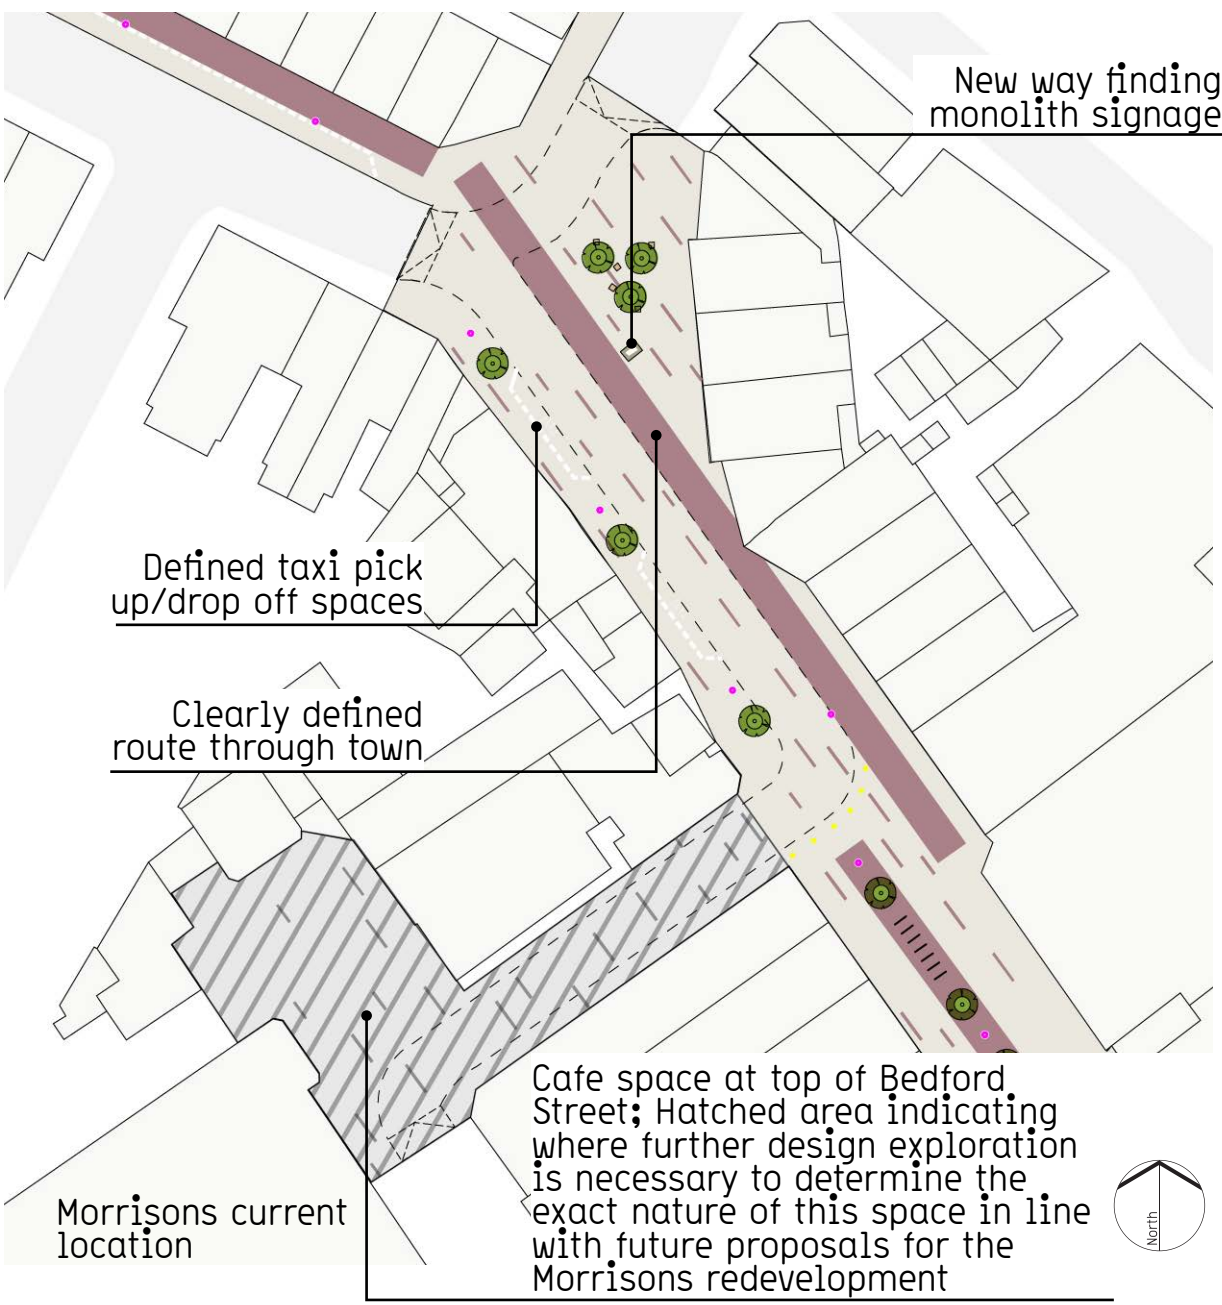 New way finding
monolith signage
Defined taxi pick
up/drop off spaces
Clearly defined
route through town
Cafe space at top of Bedford
Street; Hatched area indicating
where further design exploration
is necessary to determine the
exact nature of this space in line
with future proposals for the
Morrisons redevelopment
Morrisons current
location
North